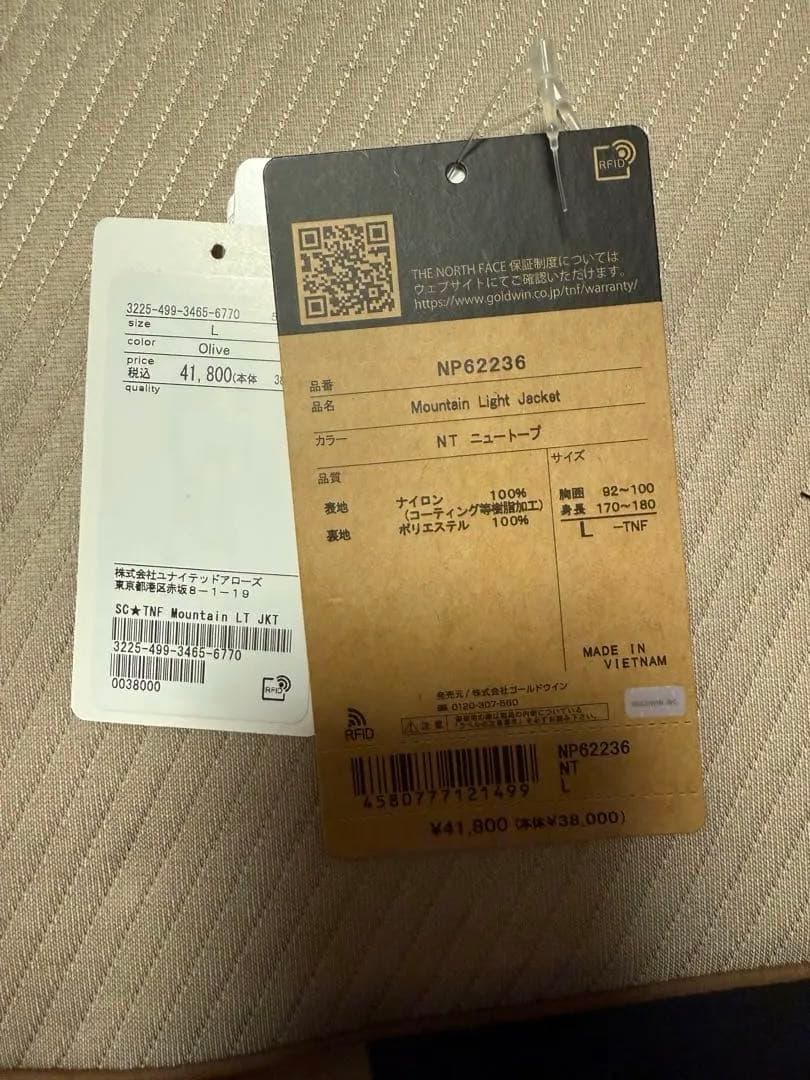 3225-499-3465-6770
size
L
color
Olive
price
税込 41,800(本体 38
quality
株式会社ユナイテッドアローズ
東京都港区赤坂8-1-19
SC★TNF Mountain LT JKT
3225-499-3465-6770
0038000
RFID
RFID
THE NORTH FACE 保証制度については
ウェブサイトにてご確認いただけます。
https://www.goldwin.co.jp/tnf/warranty/
品番 NP62236
品名 Mountain Light Jacket
カラー NT ニュートープ
品質
表地 ナイロン 100%
(コーティング等樹脂加工)
裏地 ポリエステル 100%
サイズ
胸囲 92~100
身長 170~180
L -TNF
MADE IN
VIETNAM
発売元/株式会社ゴールドウイン
☎ 0120-307-560
⚠注意
RFID
4580777121499
NP62236
NT
L
¥41,800 (本体¥38,000)